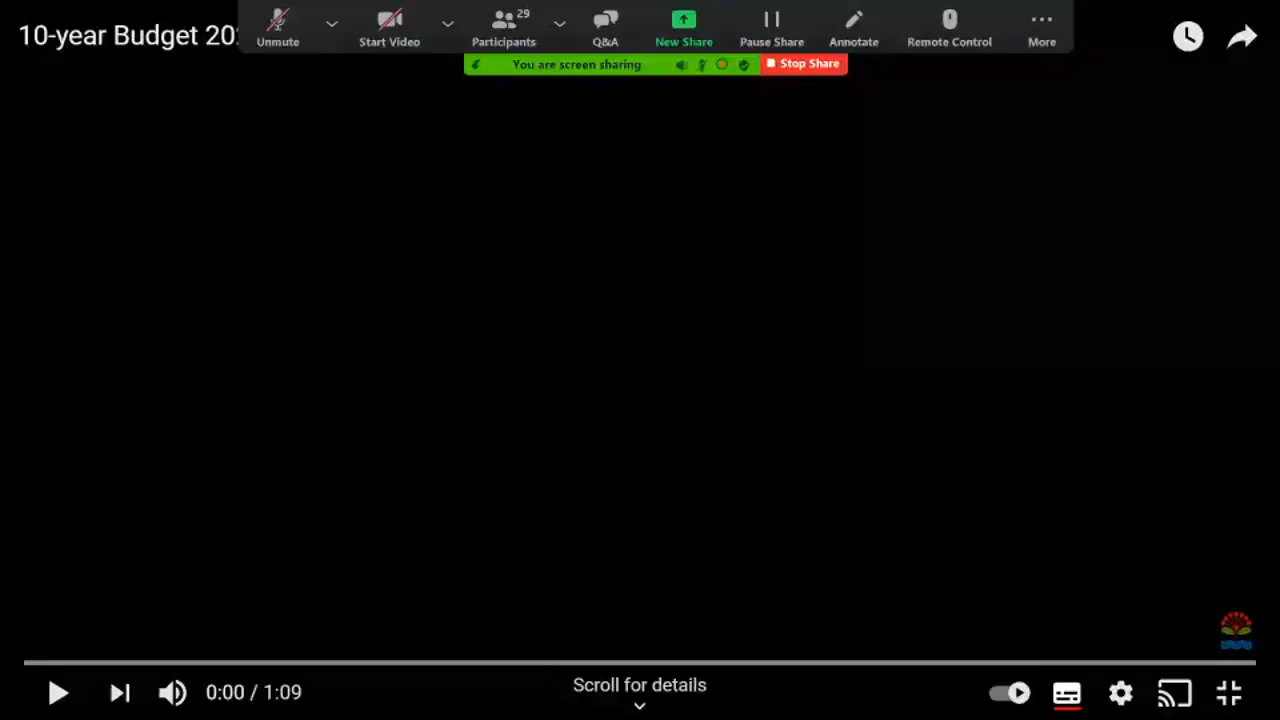 10-year Budget 20
29
Unmute
Start Video
Participants
Q&A
New Share
Pause Share
Annotate
Remote Control
More
You are screen sharing
Stop Share
0:00 / 1:09
Scroll for details